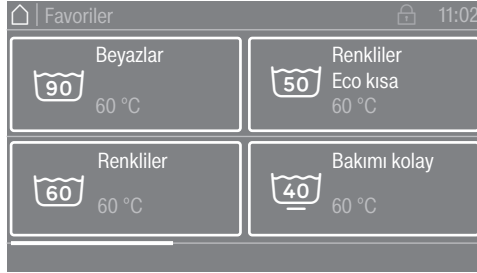 Favoriler 11:02
Beyazlar
90
60 °C
Renkliler
Eco kısa
50
60 °C
Renkliler
60
60 °C
Bakımı kolay
40
60 °C